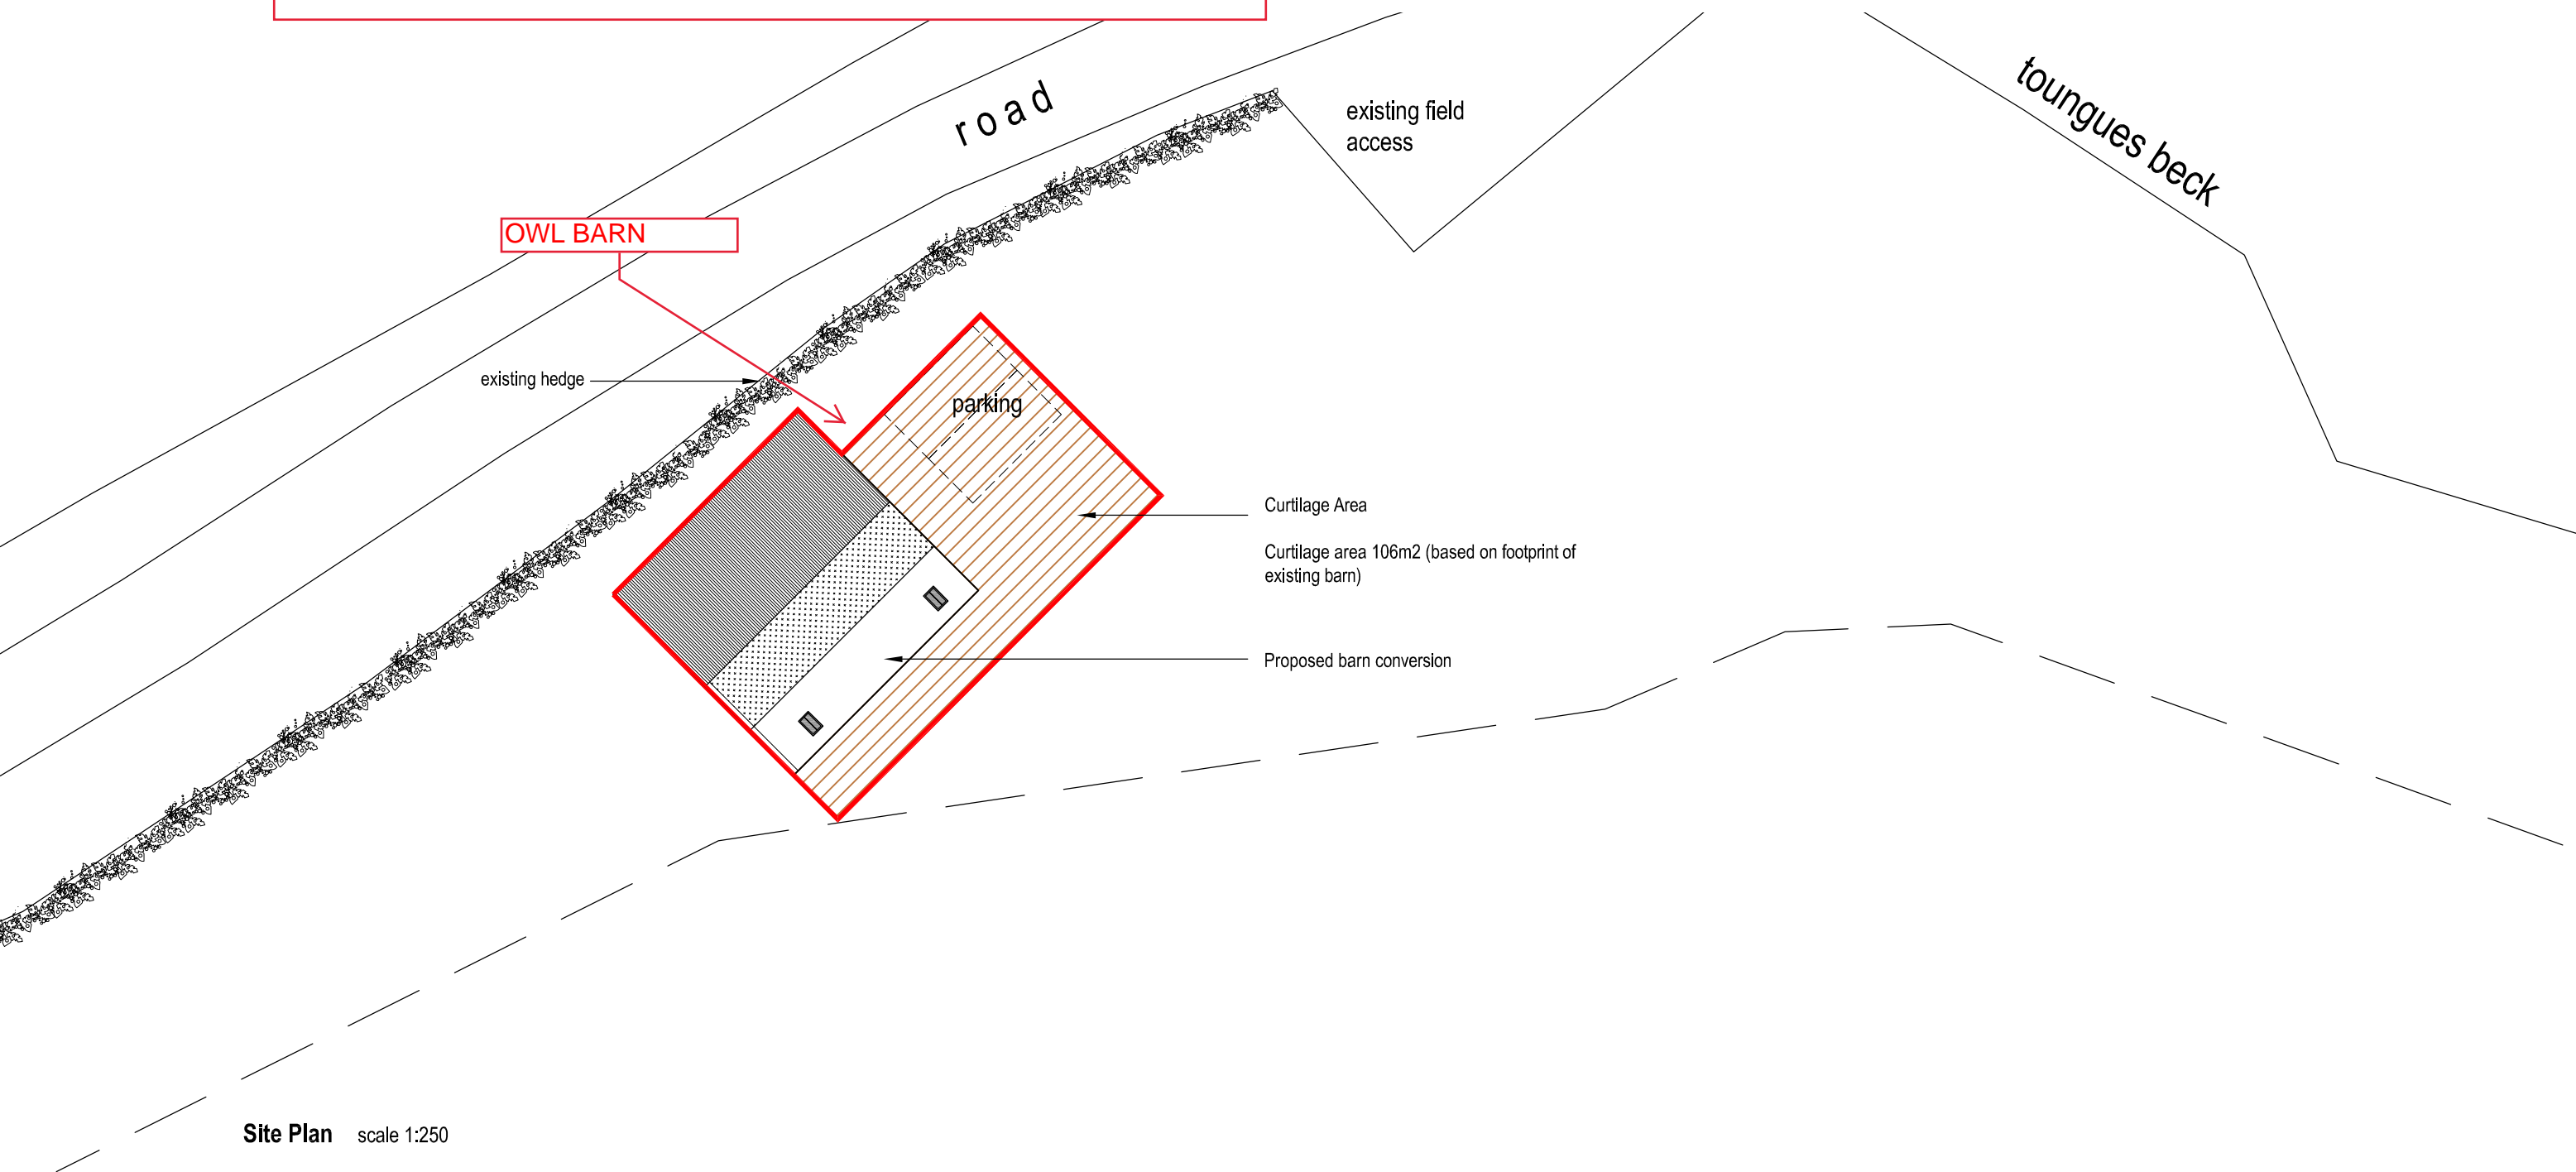 toungues beck
road
existing field
access
OWL BARN
existing hedge
parking
Curtilage Area
Curtilage area 106m2 (based on footprint of
existing barn)
Proposed barn conversion
Site Plan scale 1:250